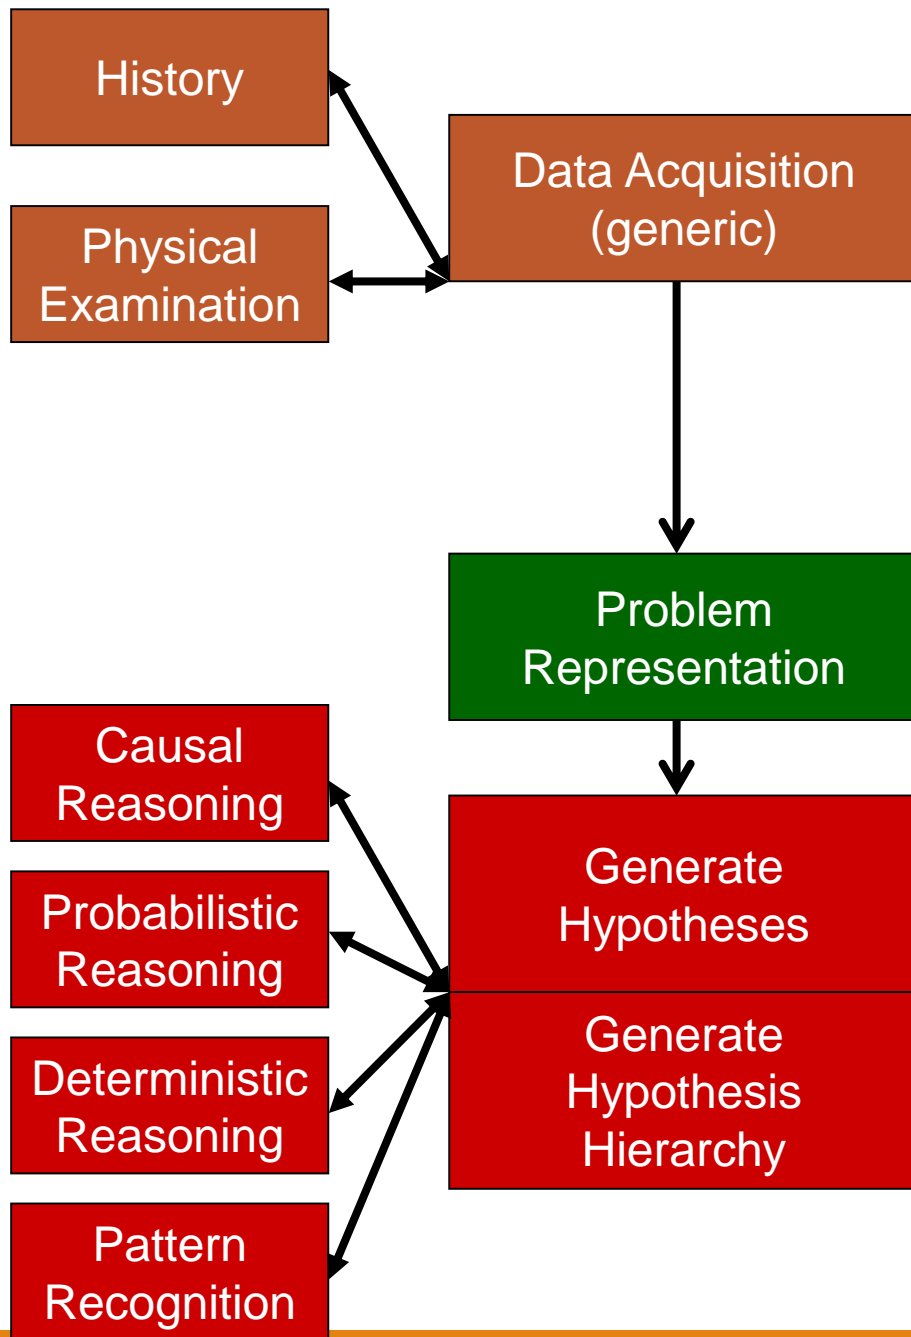 History
Data Acquisition
(generic)
Physical
Examination
Problem
Representation
Causal
Reasoning
Generate
Hypotheses
Probabilistic
Reasoning
Generate
Hypothesis
Hierarchy
Deterministic
Reasoning
Pattern
Recognition